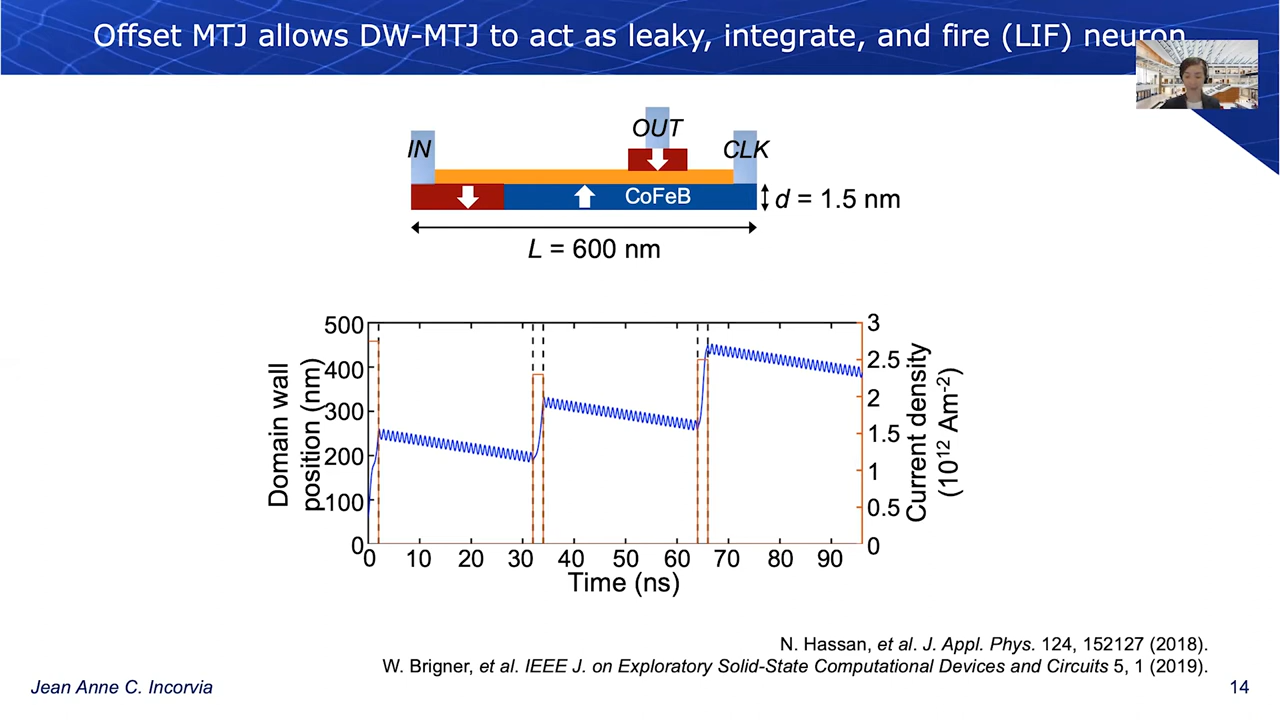 Offset MTJ allows DW-MTJ to act as leaky, integrate, and fire (LIF) neuron
OUT
IN
CLK
CoFeB
d = 1.5 nm
L = 600 nm
Domain wall
position (nm)
500
400
300
200
100
0
3
2.5
2
1.5
1
0.5
0
Current density
(10¹² Am⁻²)
0 10 20 30 40 50 60 70 80 90
Time (ns)
N. Hassan, et al. J. Appl. Phys. 124, 152127 (2018).
W. Brigner, et al. IEEE J. on Exploratory Solid-State Computational Devices and Circuits 5, 1 (2019).
Jean Anne C. Incorvia
14